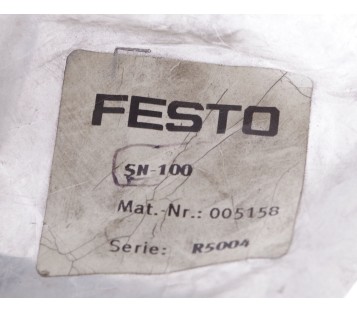 FESTO
SN-100
Mat.-Nr.: 005158
Serie: R5004